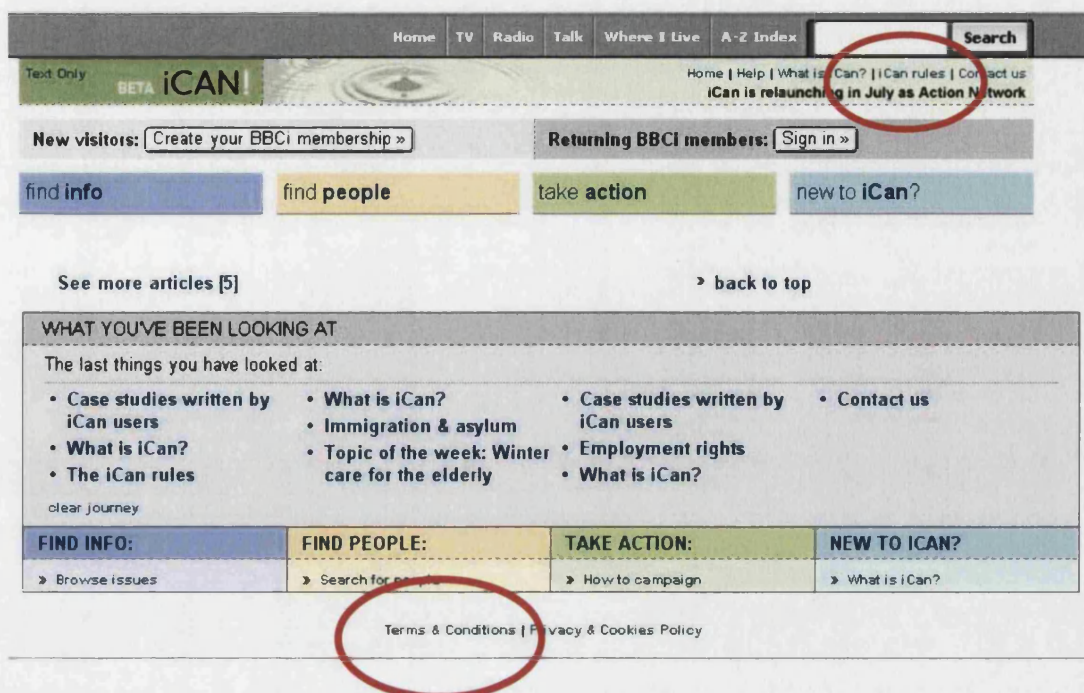 Home TV Radio Talk Where I Live A-Z Index Search
Text Only BETA iCAN!
Home | Help | What is iCan? | iCan rules | Contact us
iCan is relaunching in July as Action Network
New visitors: Create your BBCi membership » Returning BBCi members: Sign in »
find info find people take action new to iCan?
See more articles [5] » back to top
WHAT YOU'VE BEEN LOOKING AT
The last things you have looked at:
• Case studies written by iCan users
• What is iCan?
• The iCan rules
• What is iCan?
• Immigration & asylum
• Topic of the week: Winter care for the elderly
• Case studies written by iCan users
• Employment rights
• What is iCan?
• Contact us
clear journey
FIND INFO: FIND PEOPLE: TAKE ACTION: NEW TO ICAN?
» Browse issues » Search for people » How to campaign » What is iCan?
Terms & Conditions | Privacy & Cookies Policy